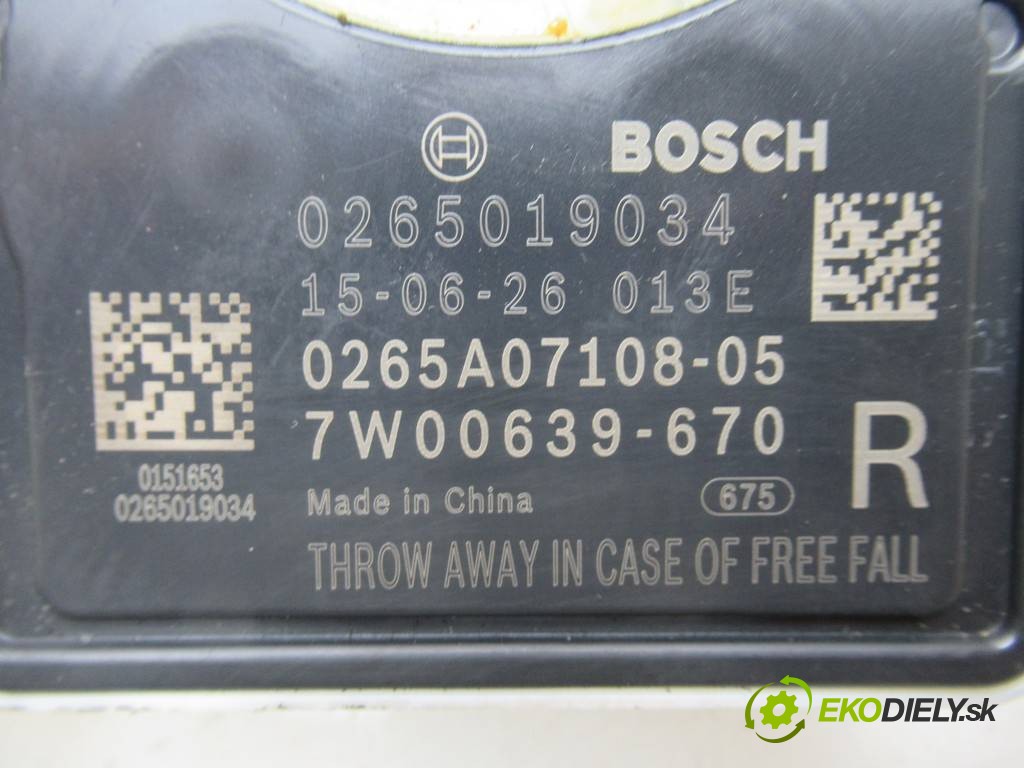 BOSCH
0265019034
15-06-26 013E
0265A07108-05
7W00639-670
R
0151653
0265019034
Made in China
675
THROW AWAY IN CASE OF FREE FALL
EKODIELY.sk